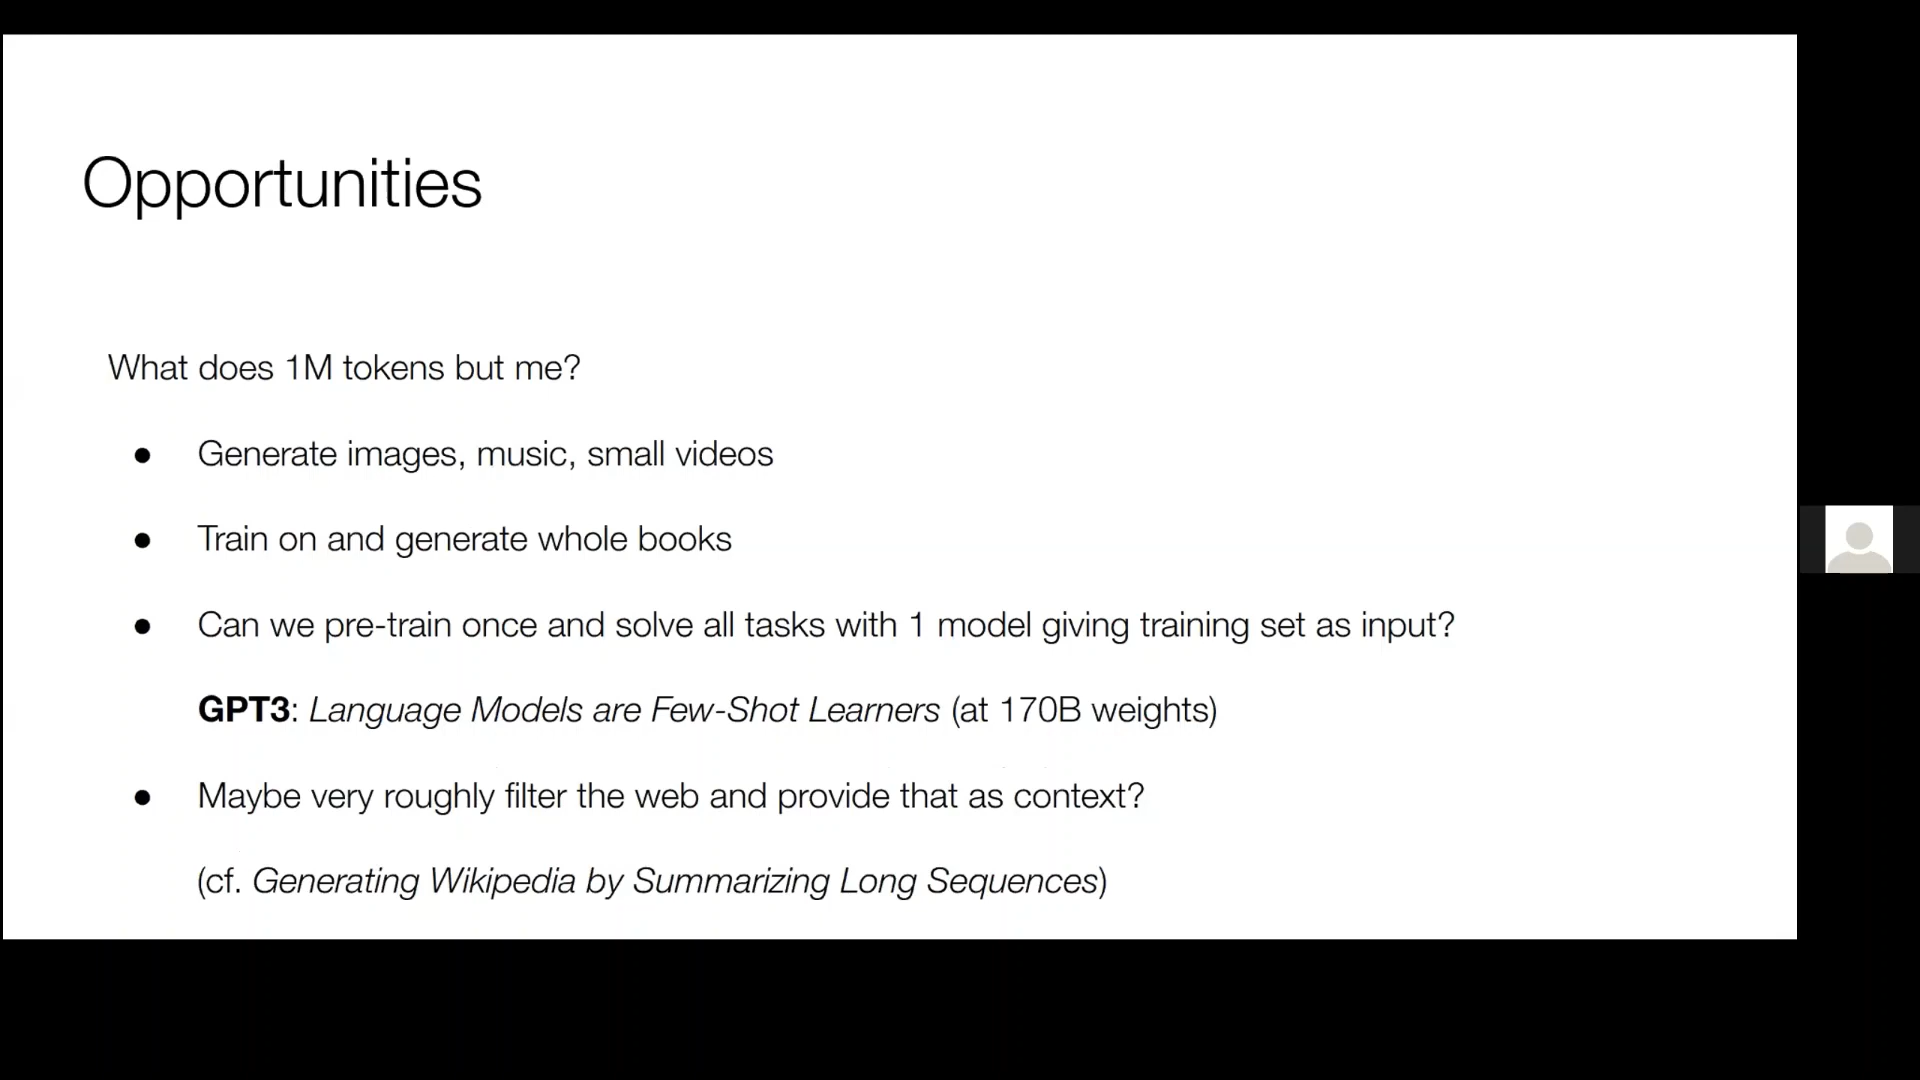 Opportunities
What does 1M tokens but me?
● Generate images, music, small videos
● Train on and generate whole books
● Can we pre-train once and solve all tasks with 1 model giving training set as input?
GPT3: Language Models are Few-Shot Learners (at 170B weights)
● Maybe very roughly filter the web and provide that as context?
(cf. Generating Wikipedia by Summarizing Long Sequences)